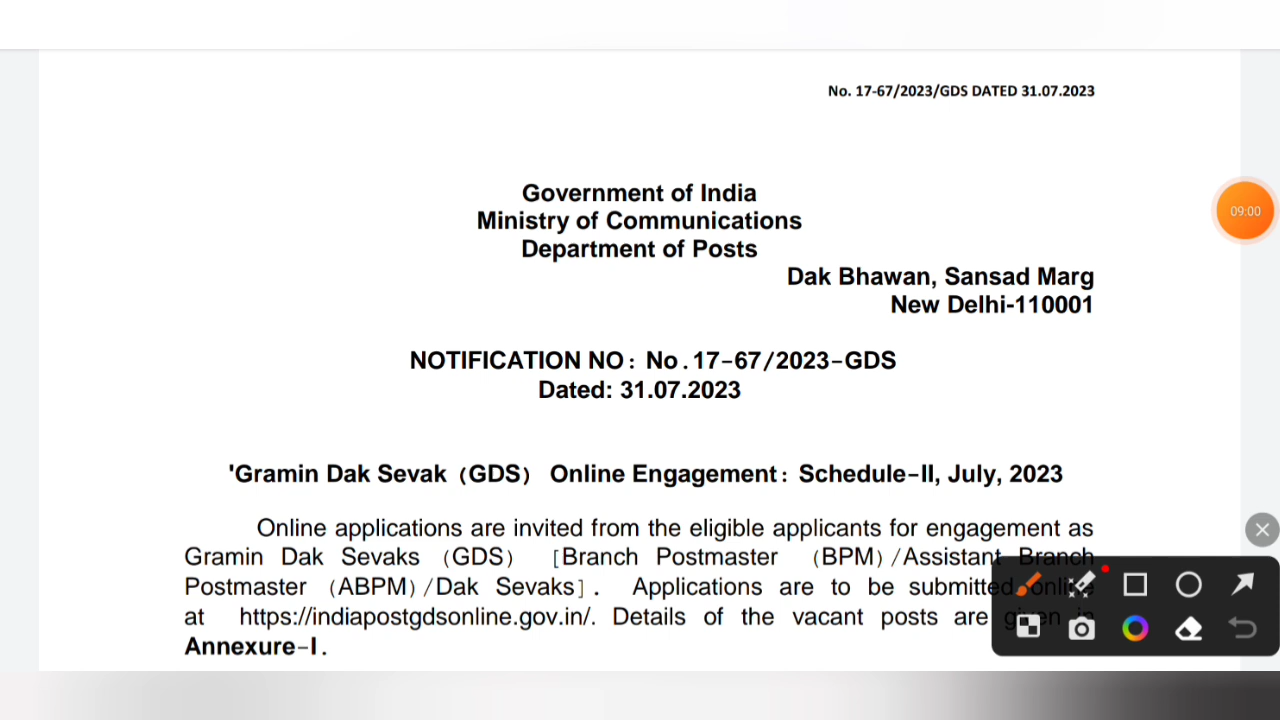 No. 17-67/2023/GDS DATED 31.07.2023
Government of India
Ministry of Communications
Department of Posts
Dak Bhawan, Sansad Marg
New Delhi-110001
09:00
NOTIFICATION NO: No.17-67/2023-GDS
Dated: 31.07.2023
'Gramin Dak Sevak (GDS) Online Engagement: Schedule-II, July, 2023
Online applications are invited from the eligible applicants for engagement as
Gramin Dak Sevaks (GDS) [Branch Postmaster (BPM)/Assistant Branch
Postmaster (ABPM)/Dak Sevaks]. Applications are to be submitted online
at https://indiapostgdsonline.gov.in/. Details of the vacant posts are given in
Annexure-I.